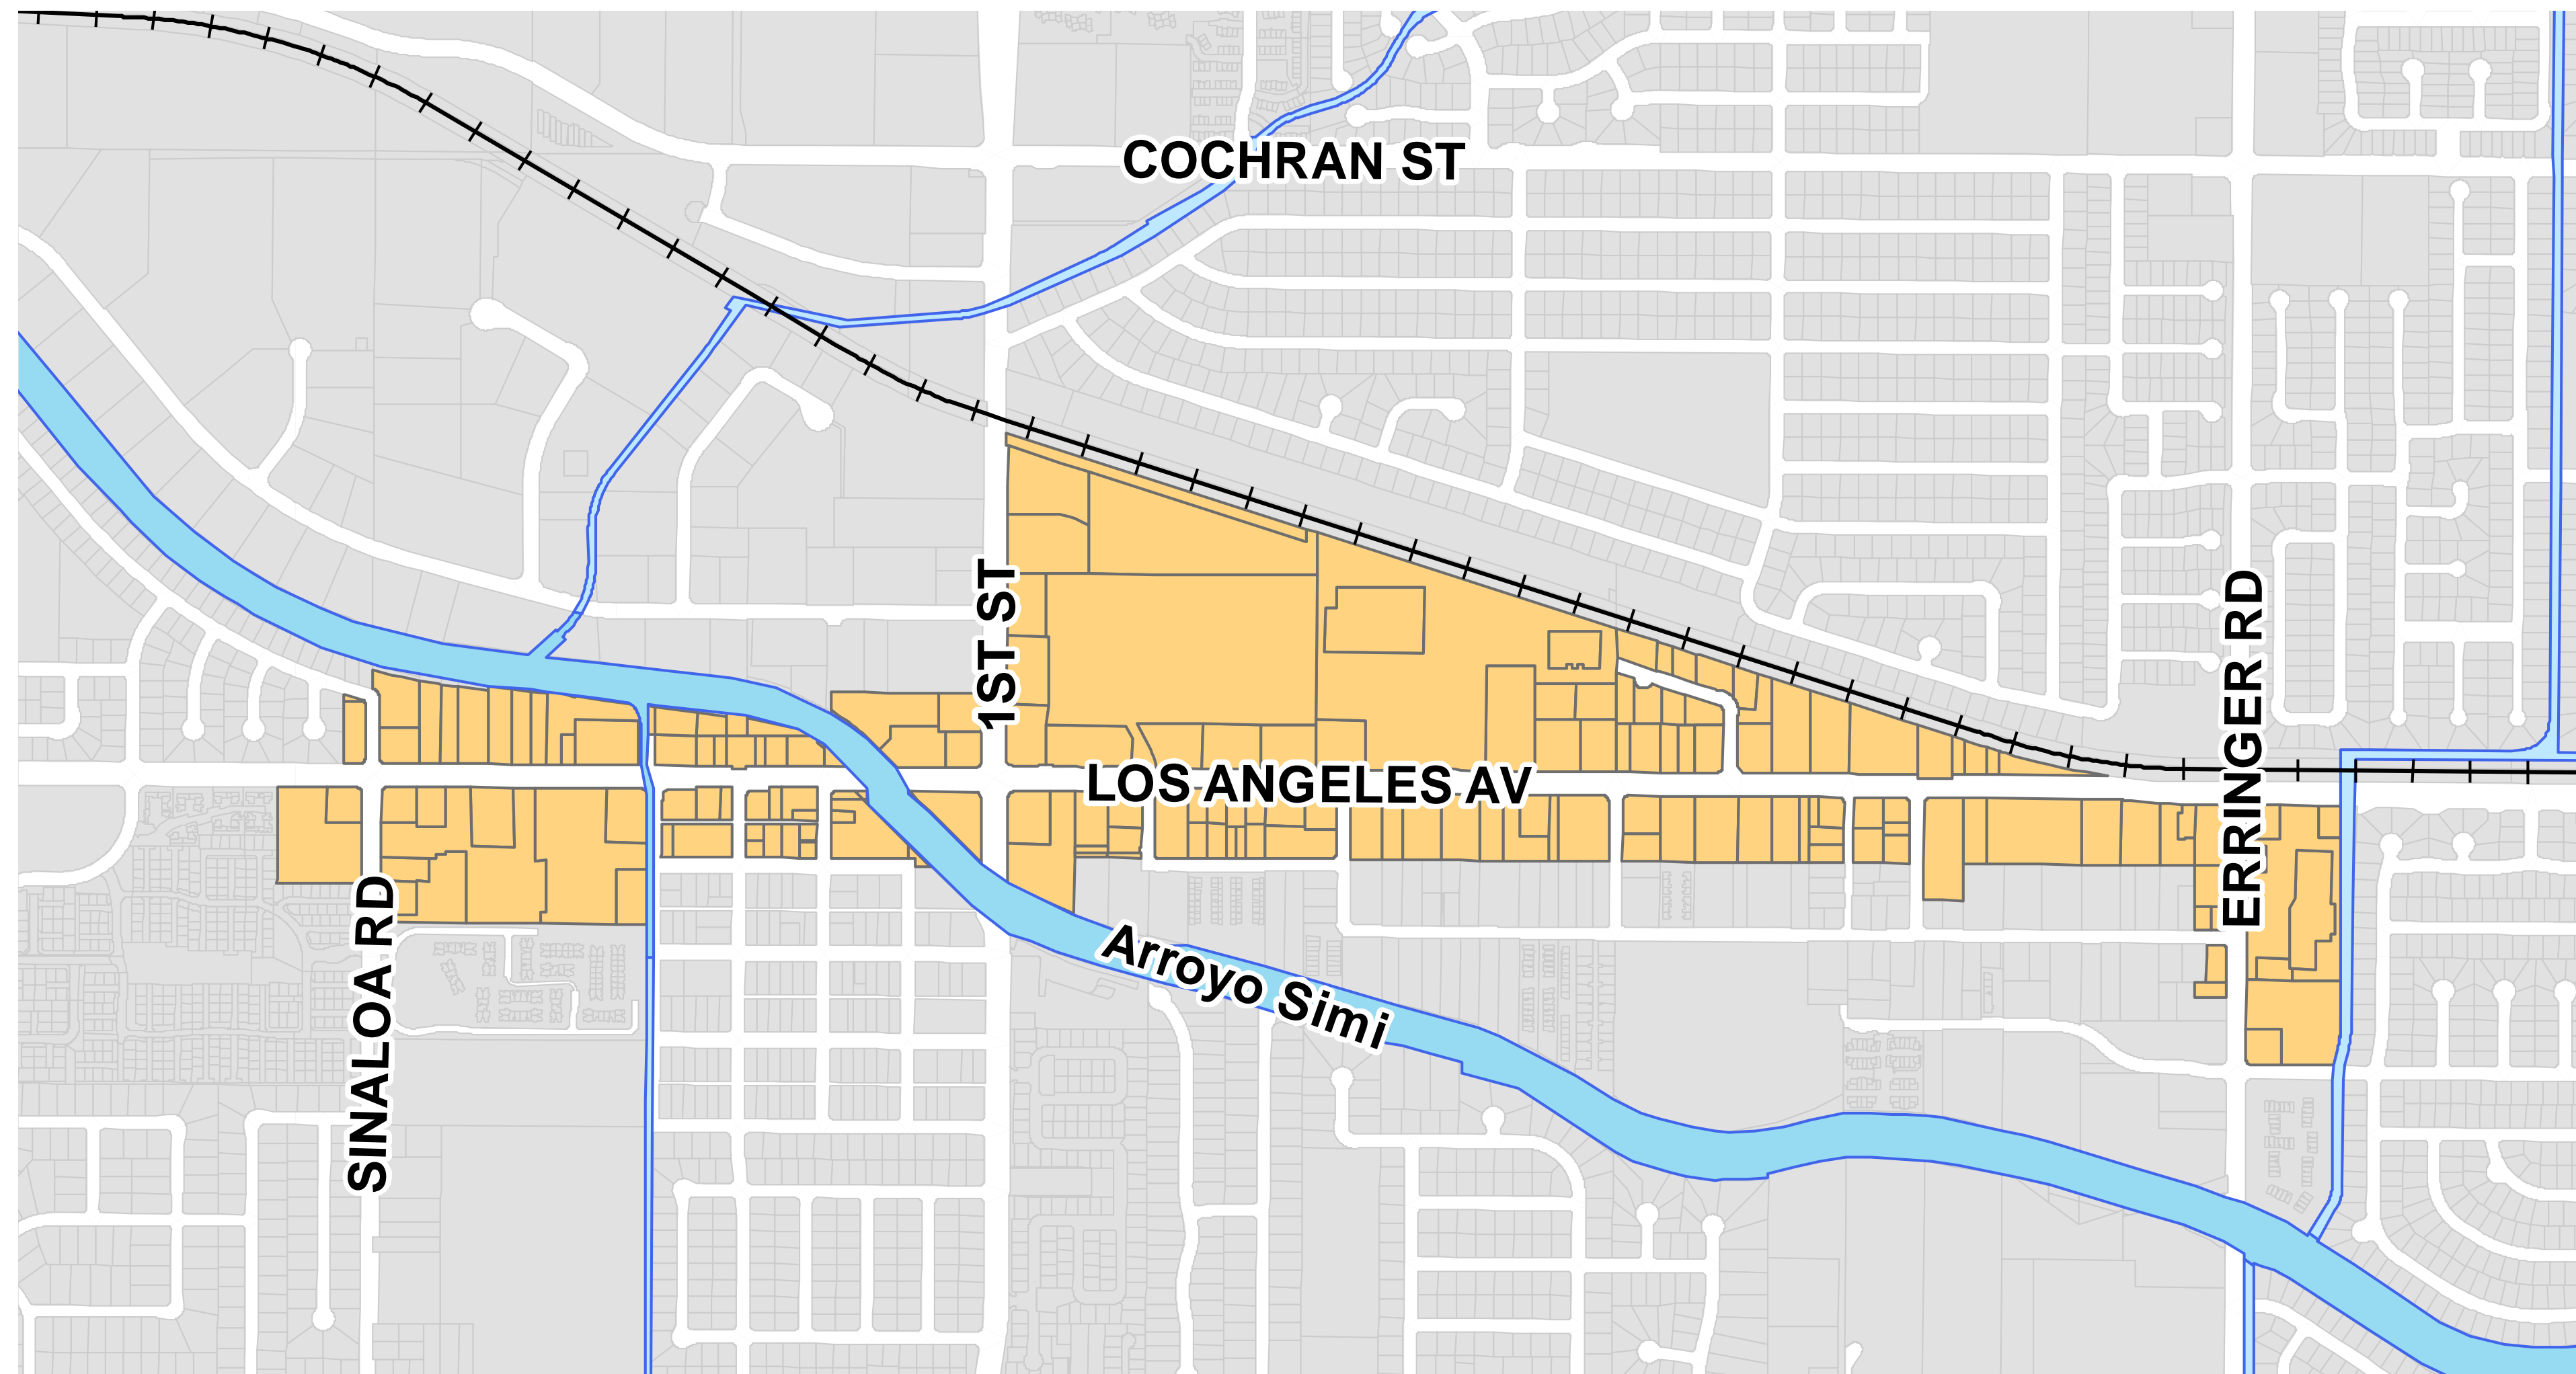 COCHRAN ST
1ST ST
LOS ANGELES AV
ERRINGER RD
SINALOA RD
Arroyo Simi